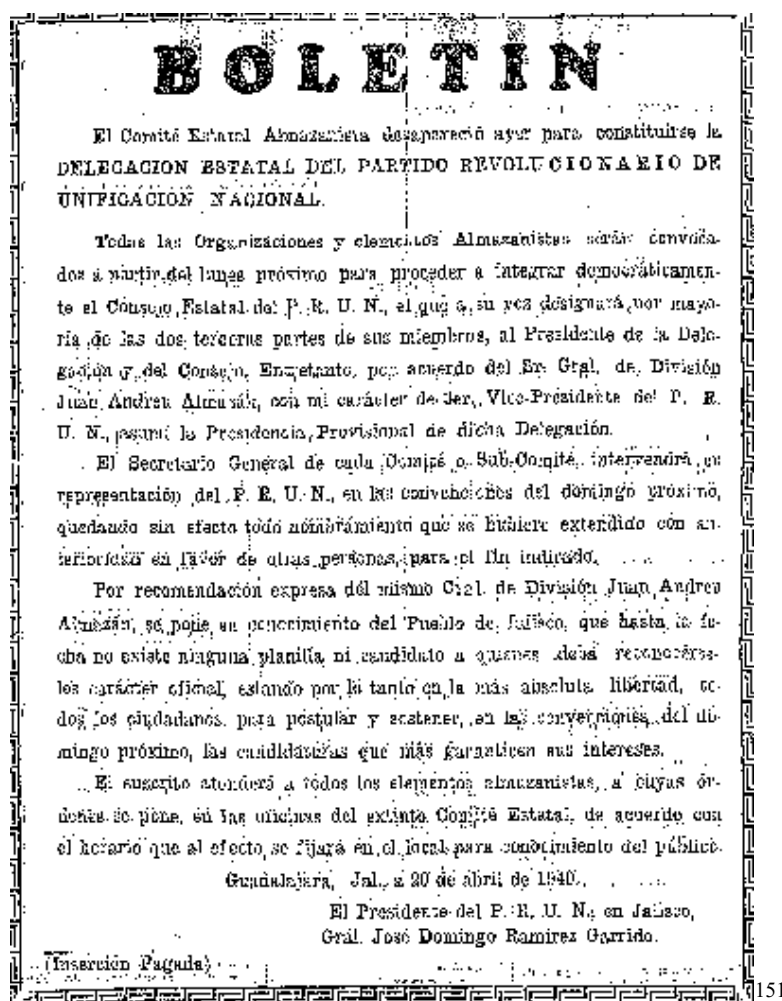 BOLETIN
El Comité Estatal Almazanista desapareció ayer para constituirse la
DELEGACION ESTATAL DEL PARTIDO REVOLUCIONARIO DE
UNIFICACION NACIONAL.
Todas las Organizaciones y elementos Almazanistas serán convoca-
dos a partir del lunes próximo para proceder a integrar democráticamen-
te el Consejo Estatal del P. R. U. N., el que a su vez designará por mayo-
ría de las dos terceras partes de sus miembros, al Presidente de la Dele-
gación y del Consejo. Entretanto, por acuerdo del Sr. Gral. de División
Juan Andreu Almazán, con mi carácter de 1er. Vice-Presidente del P. R.
U. N., asumí la Presidencia Provisional de dicha Delegación.
El Secretario General de cada Comité o Sub-Comité intervendrá en
representación del P. R. U. N., en las convenciones del domingo próximo,
quedando sin efecto todo nombramiento que se hubiere extendido con an-
terioridad en favor de otras personas, para el fin indicado.
Por recomendación expresa del mismo Gral. de División Juan Andreu
Almazán, se pone en conocimiento del Pueblo de Jalisco, que hasta la fe-
cha no existe ninguna planilla ni candidato a quienes deba reconocérse-
les carácter oficial, estando por lo tanto en la más absoluta libertad, to-
dos los ciudadanos para postular y sostener, en las convenciones del do-
mingo próximo, las candidaturas que más garanticen sus intereses.
El suscrito atenderá a todos los elementos almazanistas, a cuyas ór-
denes se pone, en las oficinas del extinto Comité Estatal, de acuerdo con
el horario que al efecto se fijará en el local para conocimiento del público.
Guadalajara, Jal., a 20 de abril de 1940.
El Presidente del P. R. U. N. en Jalisco,
Gral. José Domingo Ramírez Garrido.
(Inserción Pagada)
151